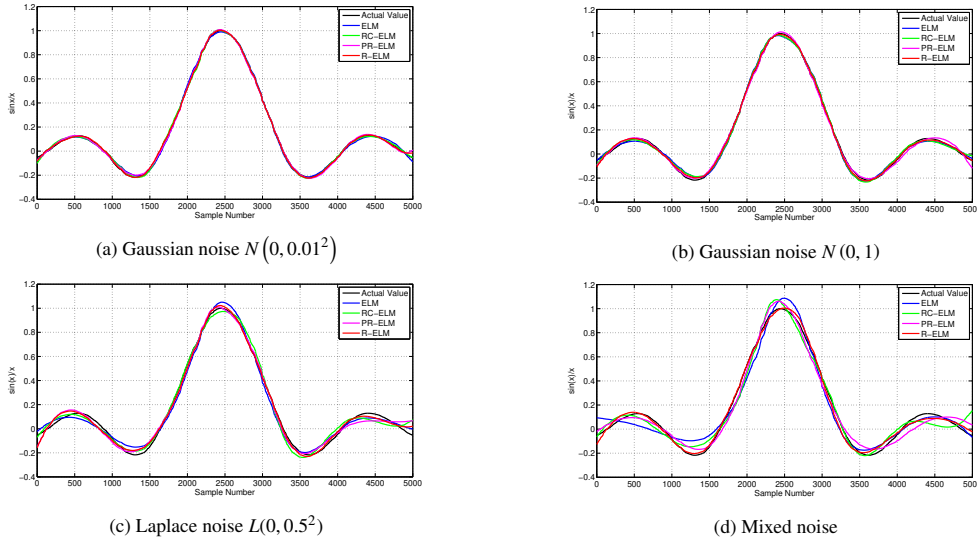 1.2
1
0.8
0.6
0.4
0.2
0
−0.2
−0.4
sinx/x
0 500 1000 1500 2000 2500 3000 3500 4000 4500 5000
Sample Number
Actual Value
ELM
RC−ELM
PR−ELM
R−ELM
(a) Gaussian noise N(0, 0.01²)
1.2
1
0.8
0.6
0.4
0.2
0
−0.2
−0.4
sin(x)/x
0 500 1000 1500 2000 2500 3000 3500 4000 4500 5000
Sample Number
Actual Value
ELM
RC−ELM
PR−ELM
R−ELM
(b) Gaussian noise N(0, 1)
1.2
1
0.8
0.6
0.4
0.2
0
−0.2
−0.4
sin(x)/x
0 500 1000 1500 2000 2500 3000 3500 4000 4500 5000
Sample Number
Actual Value
ELM
RC−ELM
PR−ELM
R−ELM
(c) Laplace noise L(0, 0.5²)
1.2
1
0.8
0.6
0.4
0.2
0
−0.2
−0.4
sin(x)/x
0 500 1000 1500 2000 2500 3000 3500 4000 4500 5000
Sample Number
Actual Value
ELM
RC−ELM
PR−ELM
R−ELM
(d) Mixed noise